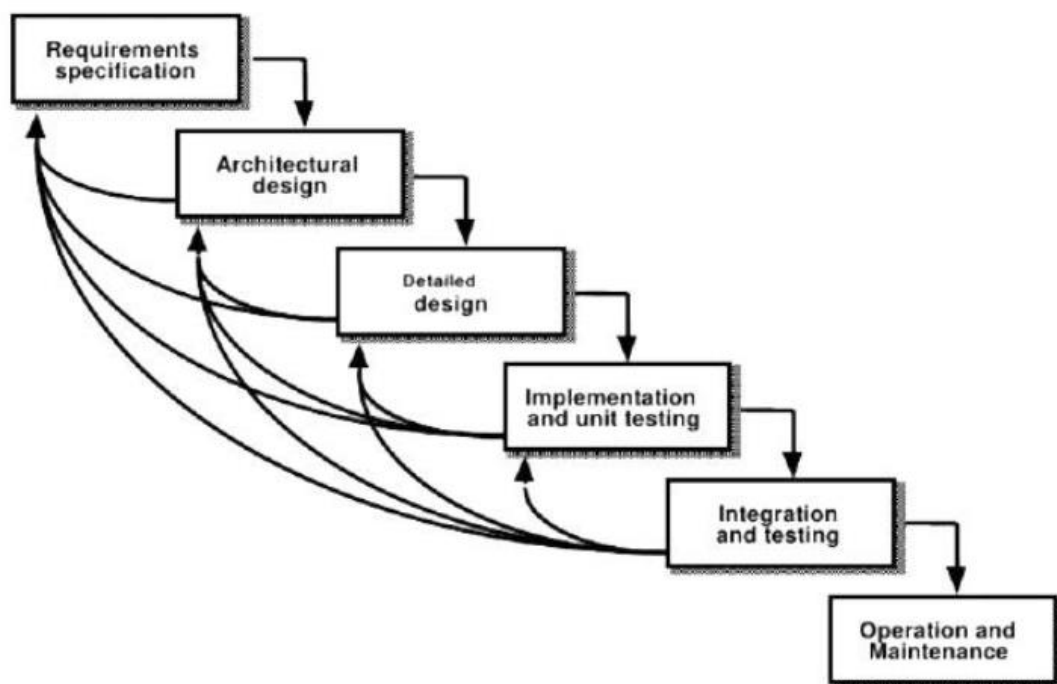 Requirements
specification
Architectural
design
Detailed
design
Implementation
and unit testing
Integration
and testing
Operation and
Maintenance